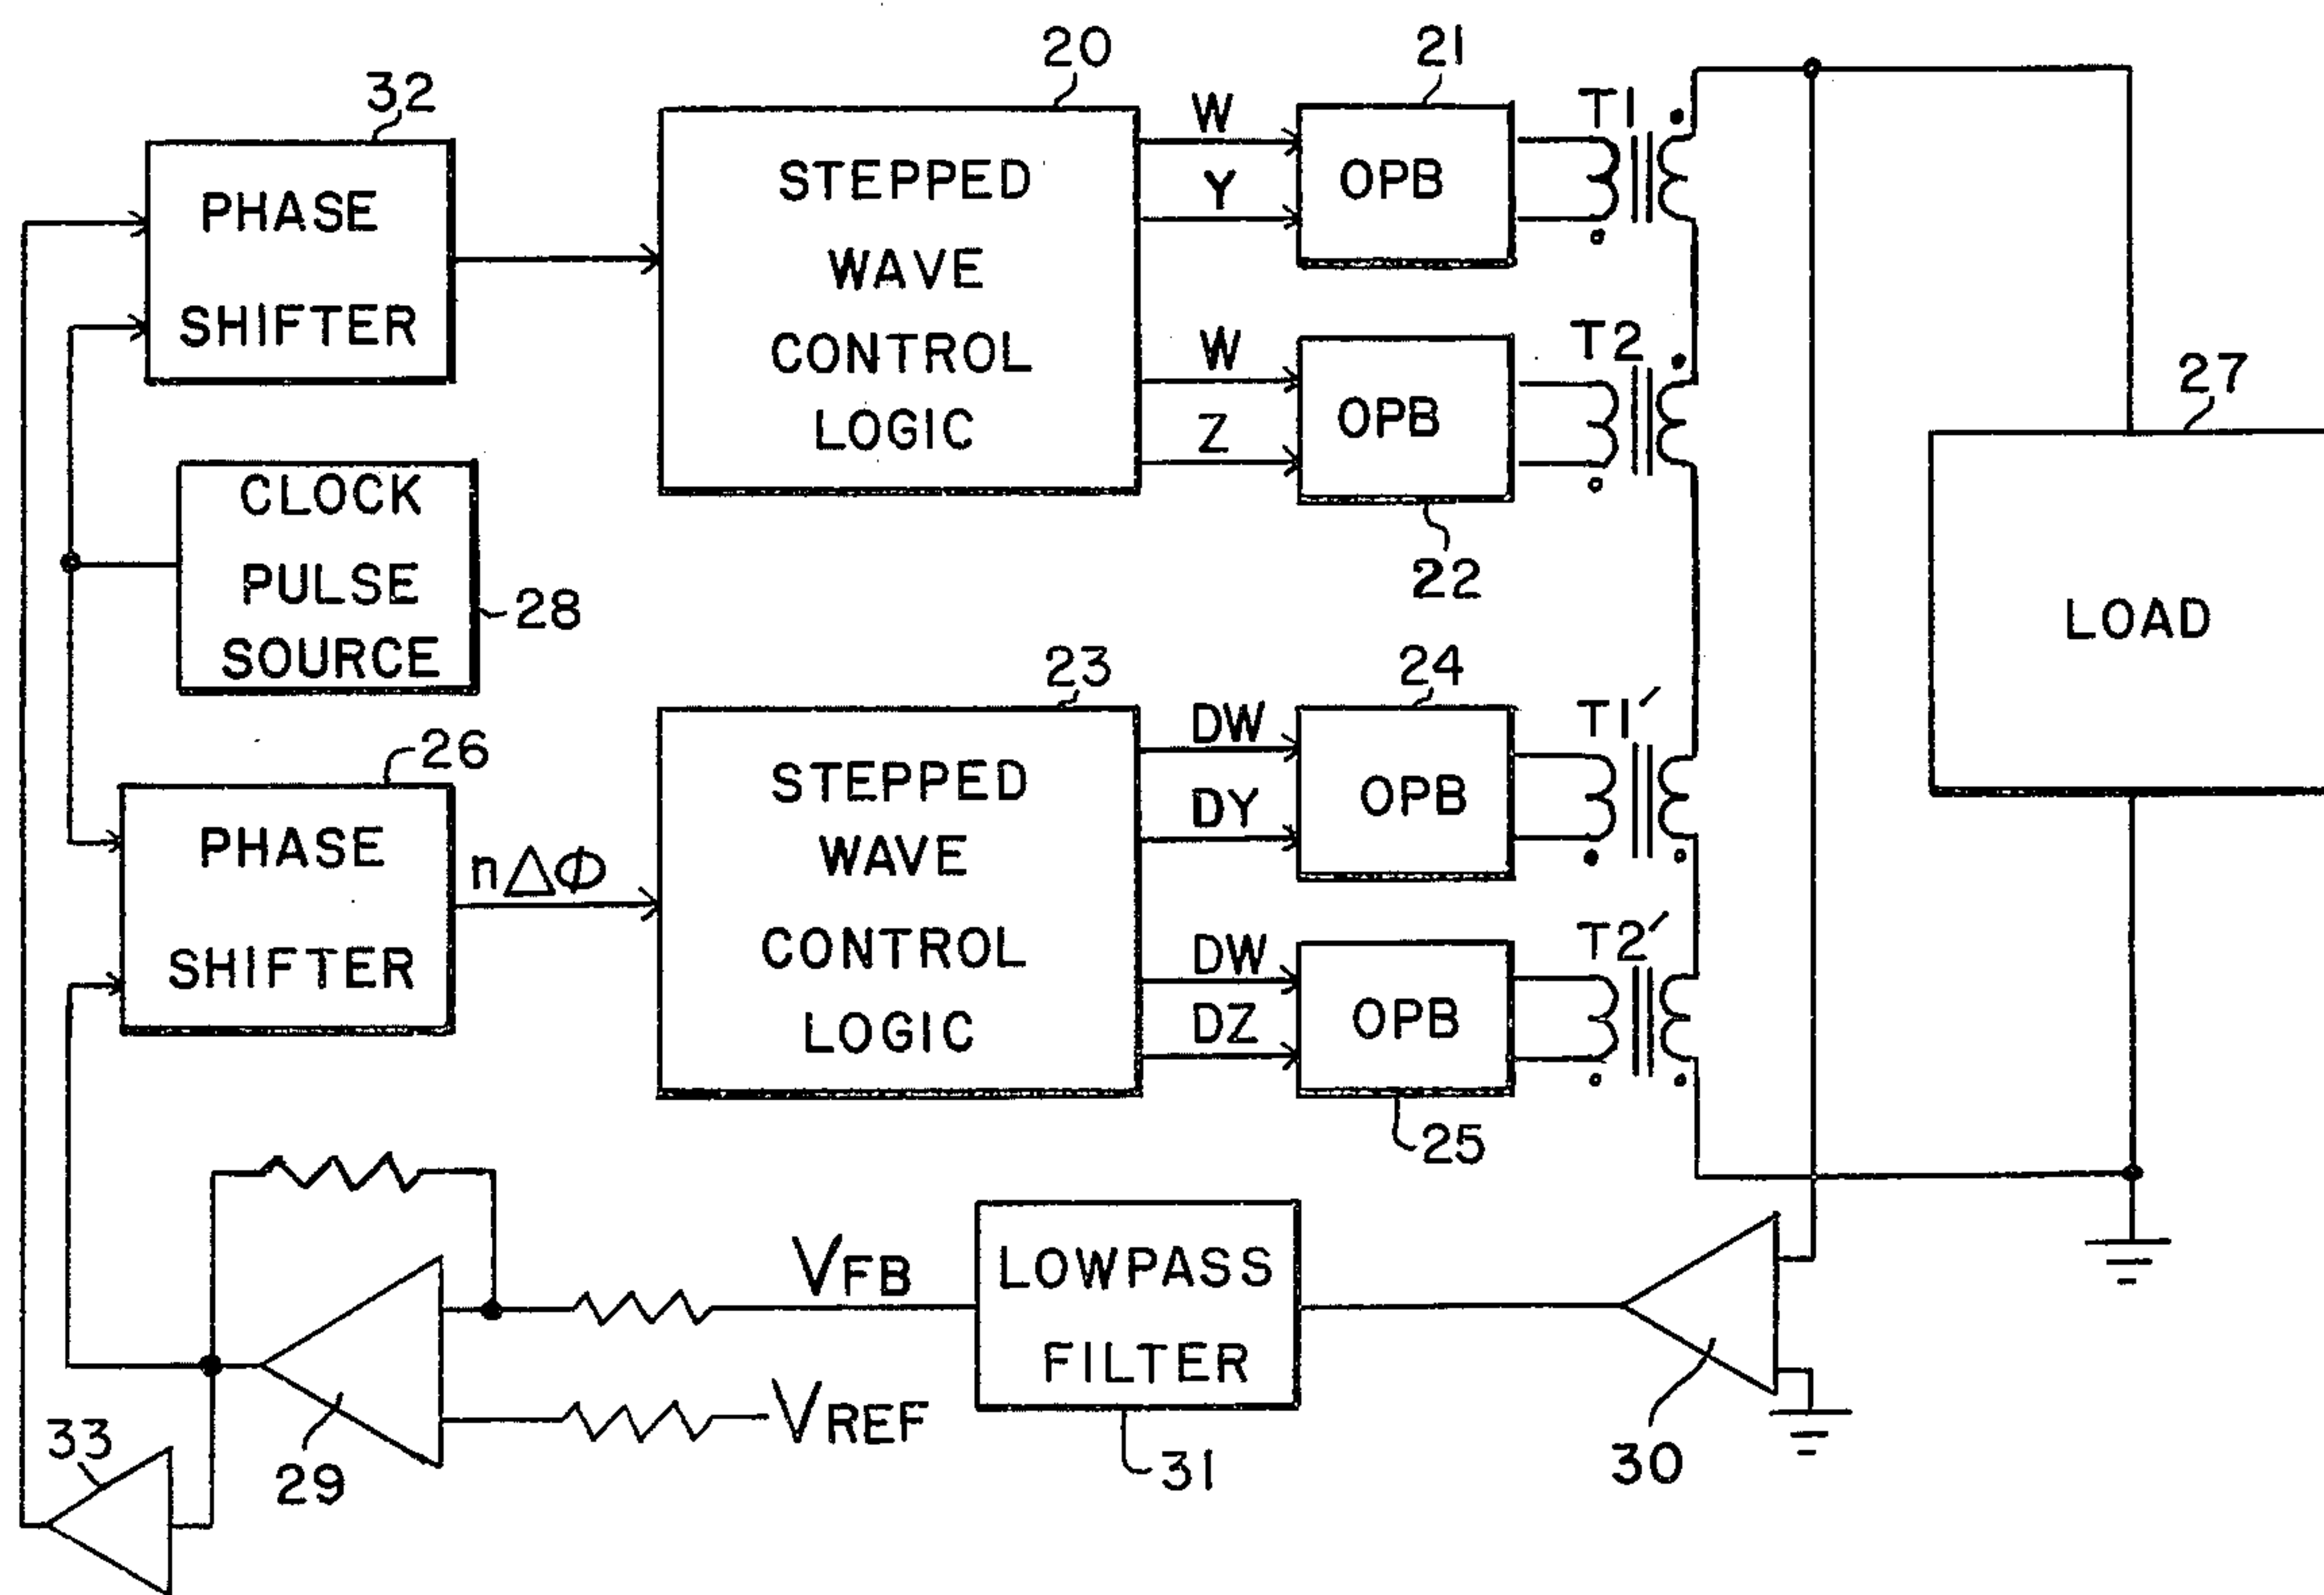 20
21
32
W
T1
PHASE
SHIFTER
STEPPED
WAVE
CONTROL
LOGIC
Y
OPB
W
T2
27
Z
OPB
22
CLOCK
PULSE
SOURCE
28
LOAD
23
24
26
DW
T1′
PHASE
SHIFTER
n△ϕ
STEPPED
WAVE
CONTROL
LOGIC
DY
OPB
DW
T2′
DZ
OPB
25
VFB
LOWPASS
FILTER
VREF
33
29
31
30